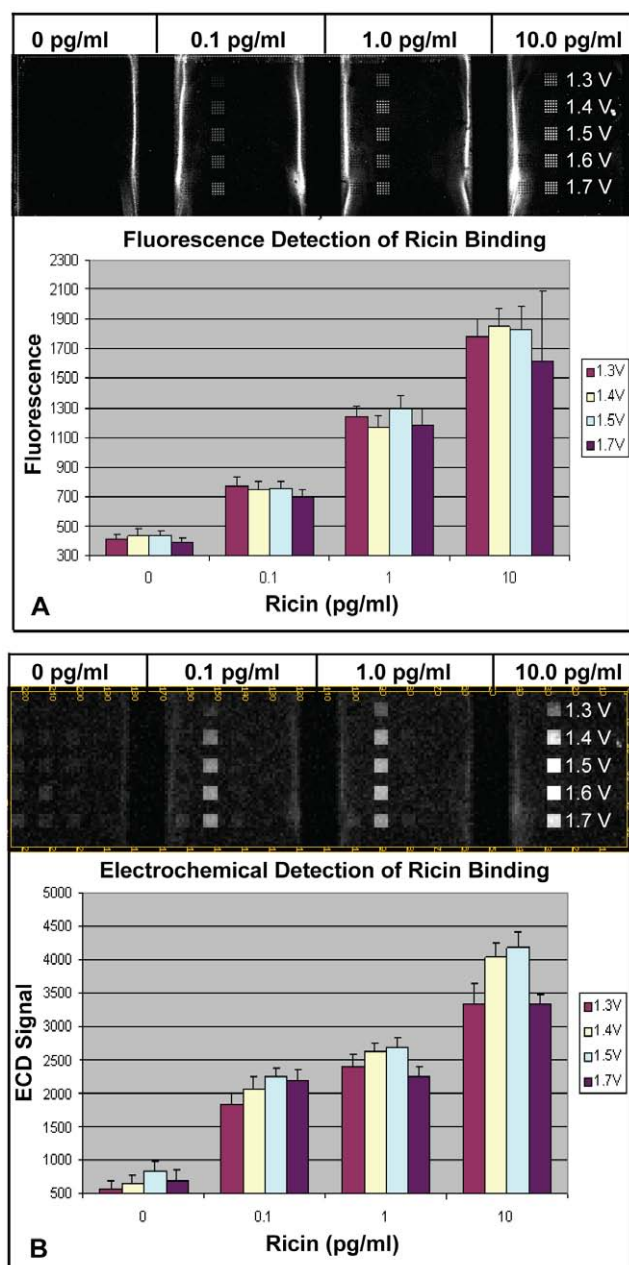 0 pg/ml 0.1 pg/ml 1.0 pg/ml 10.0 pg/ml
1.3 V
1.4 V
1.5 V
1.6 V
1.7 V
Fluorescence Detection of Ricin Binding
2300
2100
1900
1700
1500
1300
1100
900
700
500
300
Fluorescence
1.3V
1.4V
1.5V
1.7V
0 0.1 1 10
A Ricin (pg/ml)
0 pg/ml 0.1 pg/ml 1.0 pg/ml 10.0 pg/ml
1.3 V
1.4 V
1.5 V
1.6 V
1.7 V
Electrochemical Detection of Ricin Binding
5000
4500
4000
3500
3000
2500
2000
1500
1000
500
ECD Signal
1.3V
1.4V
1.5V
1.7V
0 0.1 1 10
B Ricin (pg/ml)